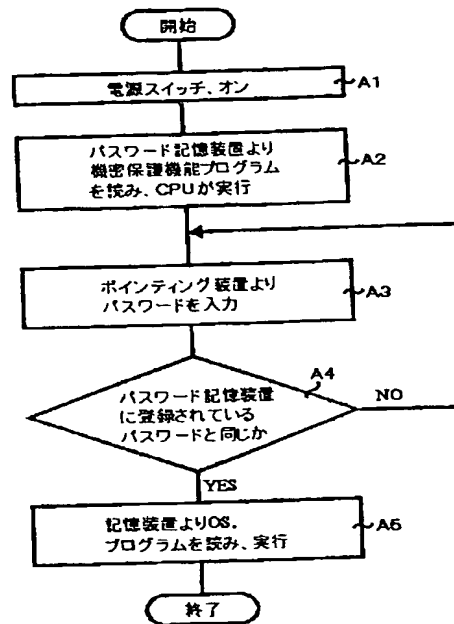 開始
電源スイッチ、オン
A1
パスワード記憶装置より
機密保護機能プログラム
を読み、CPUが実行
A2
ポインティング装置より
パスワードを入力
A3
A4
パスワード記憶装置
に登録されている
パスワードと同じか
NO
YES
記憶装置よりOS.
プログラムを読み、実行
A5
終了